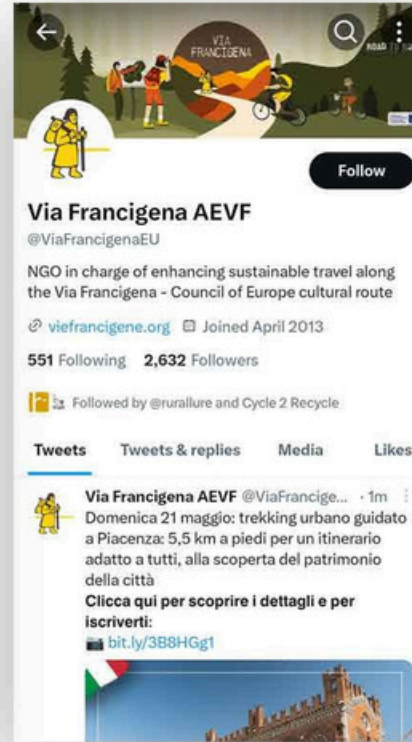 VIA
FRANCIGENA
ROAD TO
Follow
Via Francigena AEVF
@ViaFrancigenaEU
NGO in charge of enhancing sustainable travel along
the Via Francigena - Council of Europe cultural route
viefrancigene.org Joined April 2013
551 Following 2,632 Followers
Followed by @rurallure and Cycle 2 Recycle
Tweets Tweets & replies Media Likes
Via Francigena AEVF @ViaFrancige... · 1m
Domenica 21 maggio: trekking urbano guidato
a Piacenza: 5,5 km a piedi per un itinerario
adatto a tutti, alla scoperta del patrimonio
della città
Clicca qui per scoprire i dettagli e per
iscriverti:
bit.ly/3B8HGg1